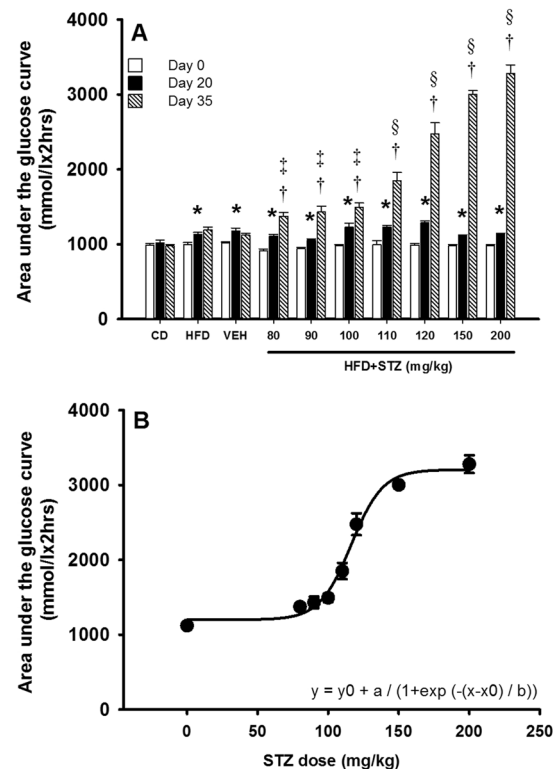 A
Day 0
Day 20
Day 35
Area under the glucose curve
(mmol/lx2hrs)
4000
3000
2000
1000
0
* * * * * * * * *
‡ ‡ ‡ § § § §
† † † † † † †
CD HFD VEH 80 90 100 110 120 150 200
HFD+STZ (mg/kg)
B
Area under the glucose curve
(mmol/lx2hrs)
4000
3000
2000
1000
0
y = y0 + a / (1+exp (-(x-x0) / b))
0 50 100 150 200 250
STZ dose (mg/kg)